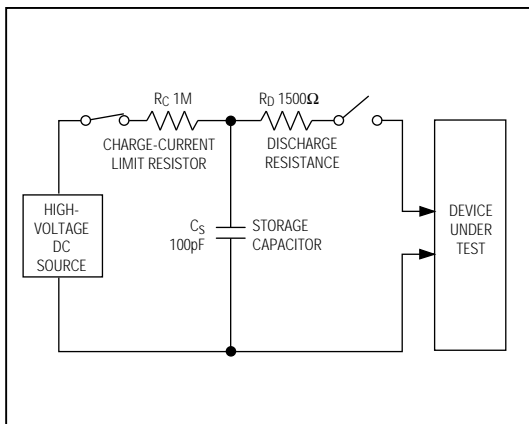 RC 1M
CHARGE-CURRENT
LIMIT RESISTOR
RD 1500Ω
DISCHARGE
RESISTANCE
HIGH-
VOLTAGE
DC
SOURCE
CS
100pF
STORAGE
CAPACITOR
DEVICE
UNDER
TEST